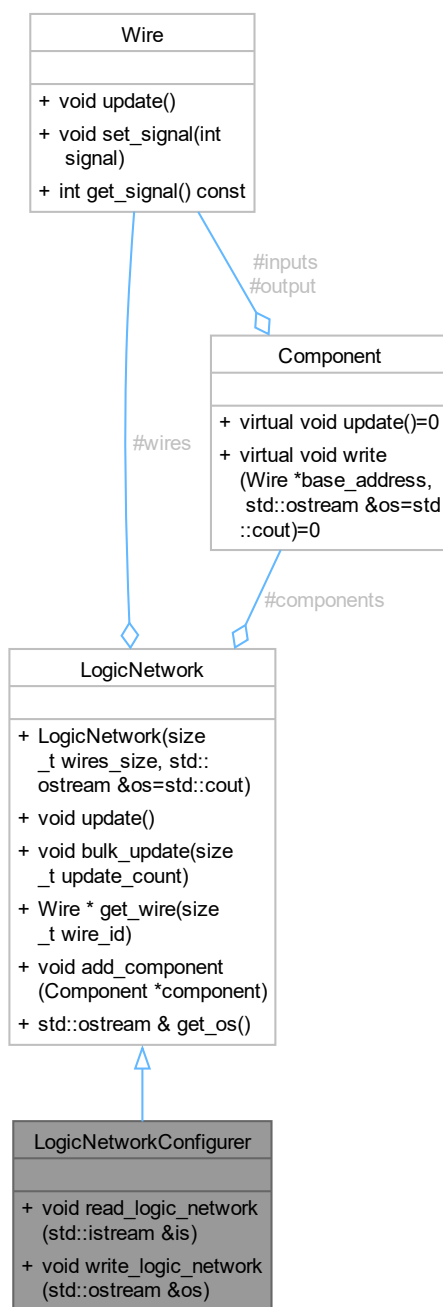 Wire
+ void update()
+ void set_signal(int
signal)
+ int get_signal() const
#inputs
#output
Component
+ virtual void update()=0
+ virtual void write
(Wire *base_address,
std::ostream &os=std
::cout)=0
#wires
#components
LogicNetwork
+ LogicNetwork(size
_t wires_size, std::
ostream &os=std::cout)
+ void update()
+ void bulk_update(size
_t update_count)
+ Wire * get_wire(size
_t wire_id)
+ void add_component
(Component *component)
+ std::ostream & get_os()
LogicNetworkConfigurer
+ void read_logic_network
(std::istream &is)
+ void write_logic_network
(std::ostream &os)